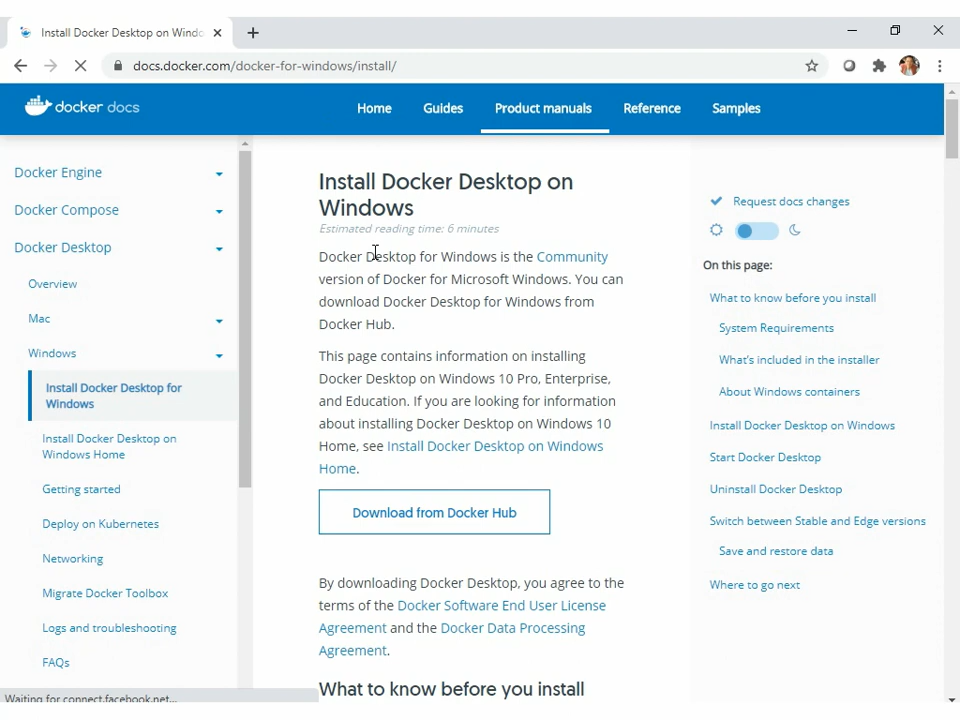 Install Docker Desktop on Windo
docs.docker.com/docker-for-windows/install/
docker docs
Home
Guides
Product manuals
Reference
Samples
Docker Engine
Docker Compose
Docker Desktop
Overview
Mac
Windows
Install Docker Desktop for
Windows
Install Docker Desktop on
Windows Home
Getting started
Deploy on Kubernetes
Networking
Migrate Docker Toolbox
Logs and troubleshooting
FAQs
Install Docker Desktop on
Windows
Estimated reading time: 6 minutes
Docker Desktop for Windows is the Community
version of Docker for Microsoft Windows. You can
download Docker Desktop for Windows from
Docker Hub.
This page contains information on installing
Docker Desktop on Windows 10 Pro, Enterprise,
and Education. If you are looking for information
about installing Docker Desktop on Windows 10
Home, see Install Docker Desktop on Windows
Home.
Download from Docker Hub
By downloading Docker Desktop, you agree to the
terms of the Docker Software End User License
Agreement and the Docker Data Processing
Agreement.
What to know before you install
Request docs changes
On this page:
What to know before you install
System Requirements
What's included in the installer
About Windows containers
Install Docker Desktop on Windows
Start Docker Desktop
Uninstall Docker Desktop
Switch between Stable and Edge versions
Save and restore data
Where to go next
Waiting for connect.facebook.net...